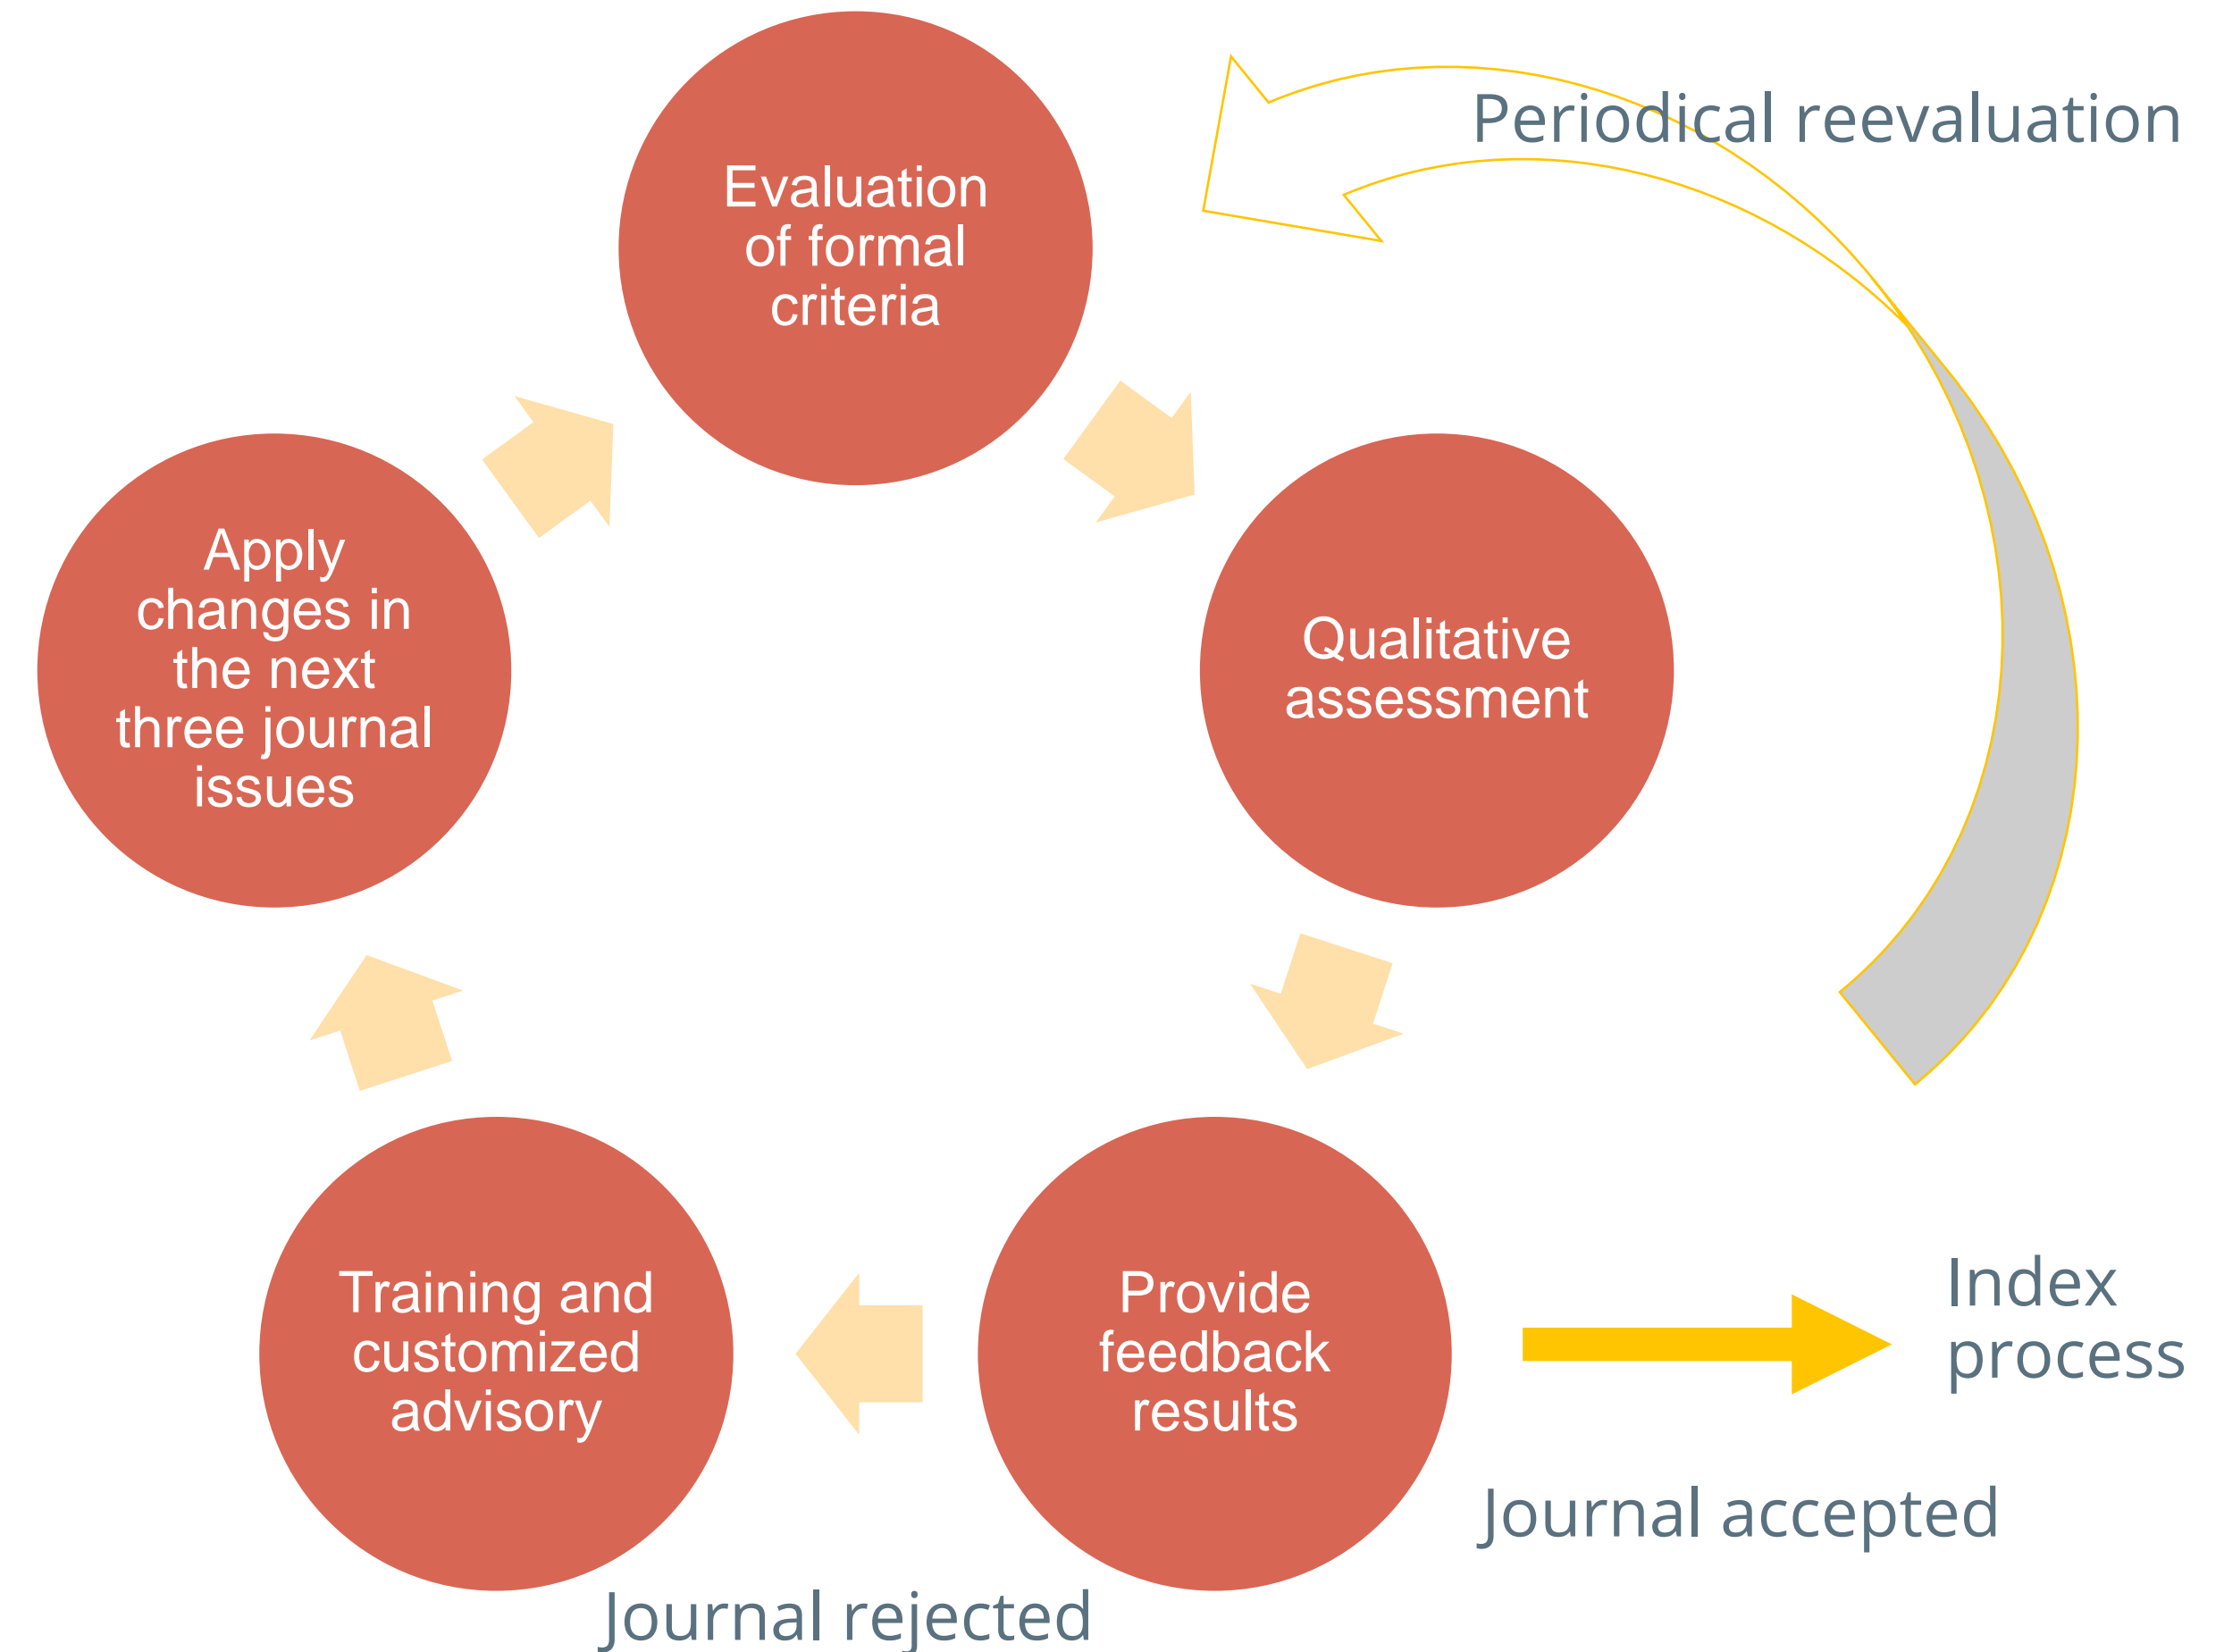 Evaluation
of formal
criteria
Periodical reevaluation
Qualitative
assessment
Provide
feedback
results
Index
process
Journal accepted
Journal rejected
Training and
customized
advisory
Apply
changes in
the next
three journal
issues